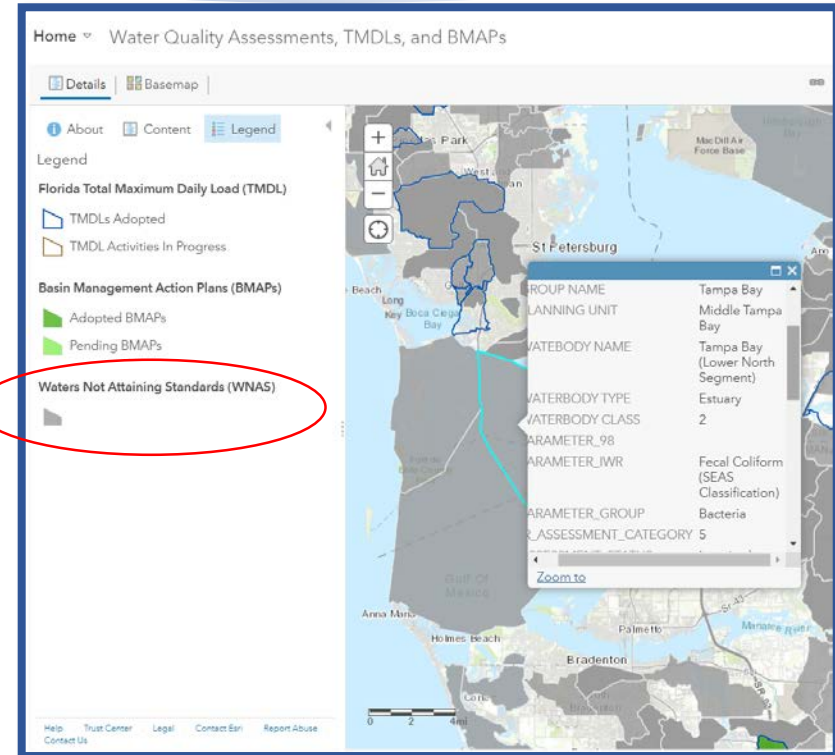 Home Water Quality Assessments, TMDLs, and BMAPs
Details
Basemap
About
Content
Legend
Legend
Florida Total Maximum Daily Load (TMDL)
TMDLs Adopted
TMDL Activities In Progress
Basin Management Action Plans (BMAPs)
Adopted BMAPs
Pending BMAPs
Waters Not Attaining Standards (WNAS)
Help Trust Center Legal Contact Esri Report Abuse
Contact Us
+
−
Park
West
MacDill Air
Force Base
St Petersburg
Beach
Long
Key
Boca Ciega
Bay
ROUP NAME Tampa Bay
LANNING UNIT Middle Tampa
Bay
ATEBODY NAME Tampa Bay
(Lower North
Segment)
ATERBODY TYPE Estuary
ATERBODY CLASS 2
ARAMETER_98
ARAMETER_IWR Fecal Coliform
(SEAS
Classification)
ARAMETER_GROUP Bacteria
R_ASSESSMENT_CATEGORY 5
Zoom to
Gulf Of
Mexico
Anna Maria
Holmes Beach
Palmetto
Manatee River
Bradenton
0 2 4mi